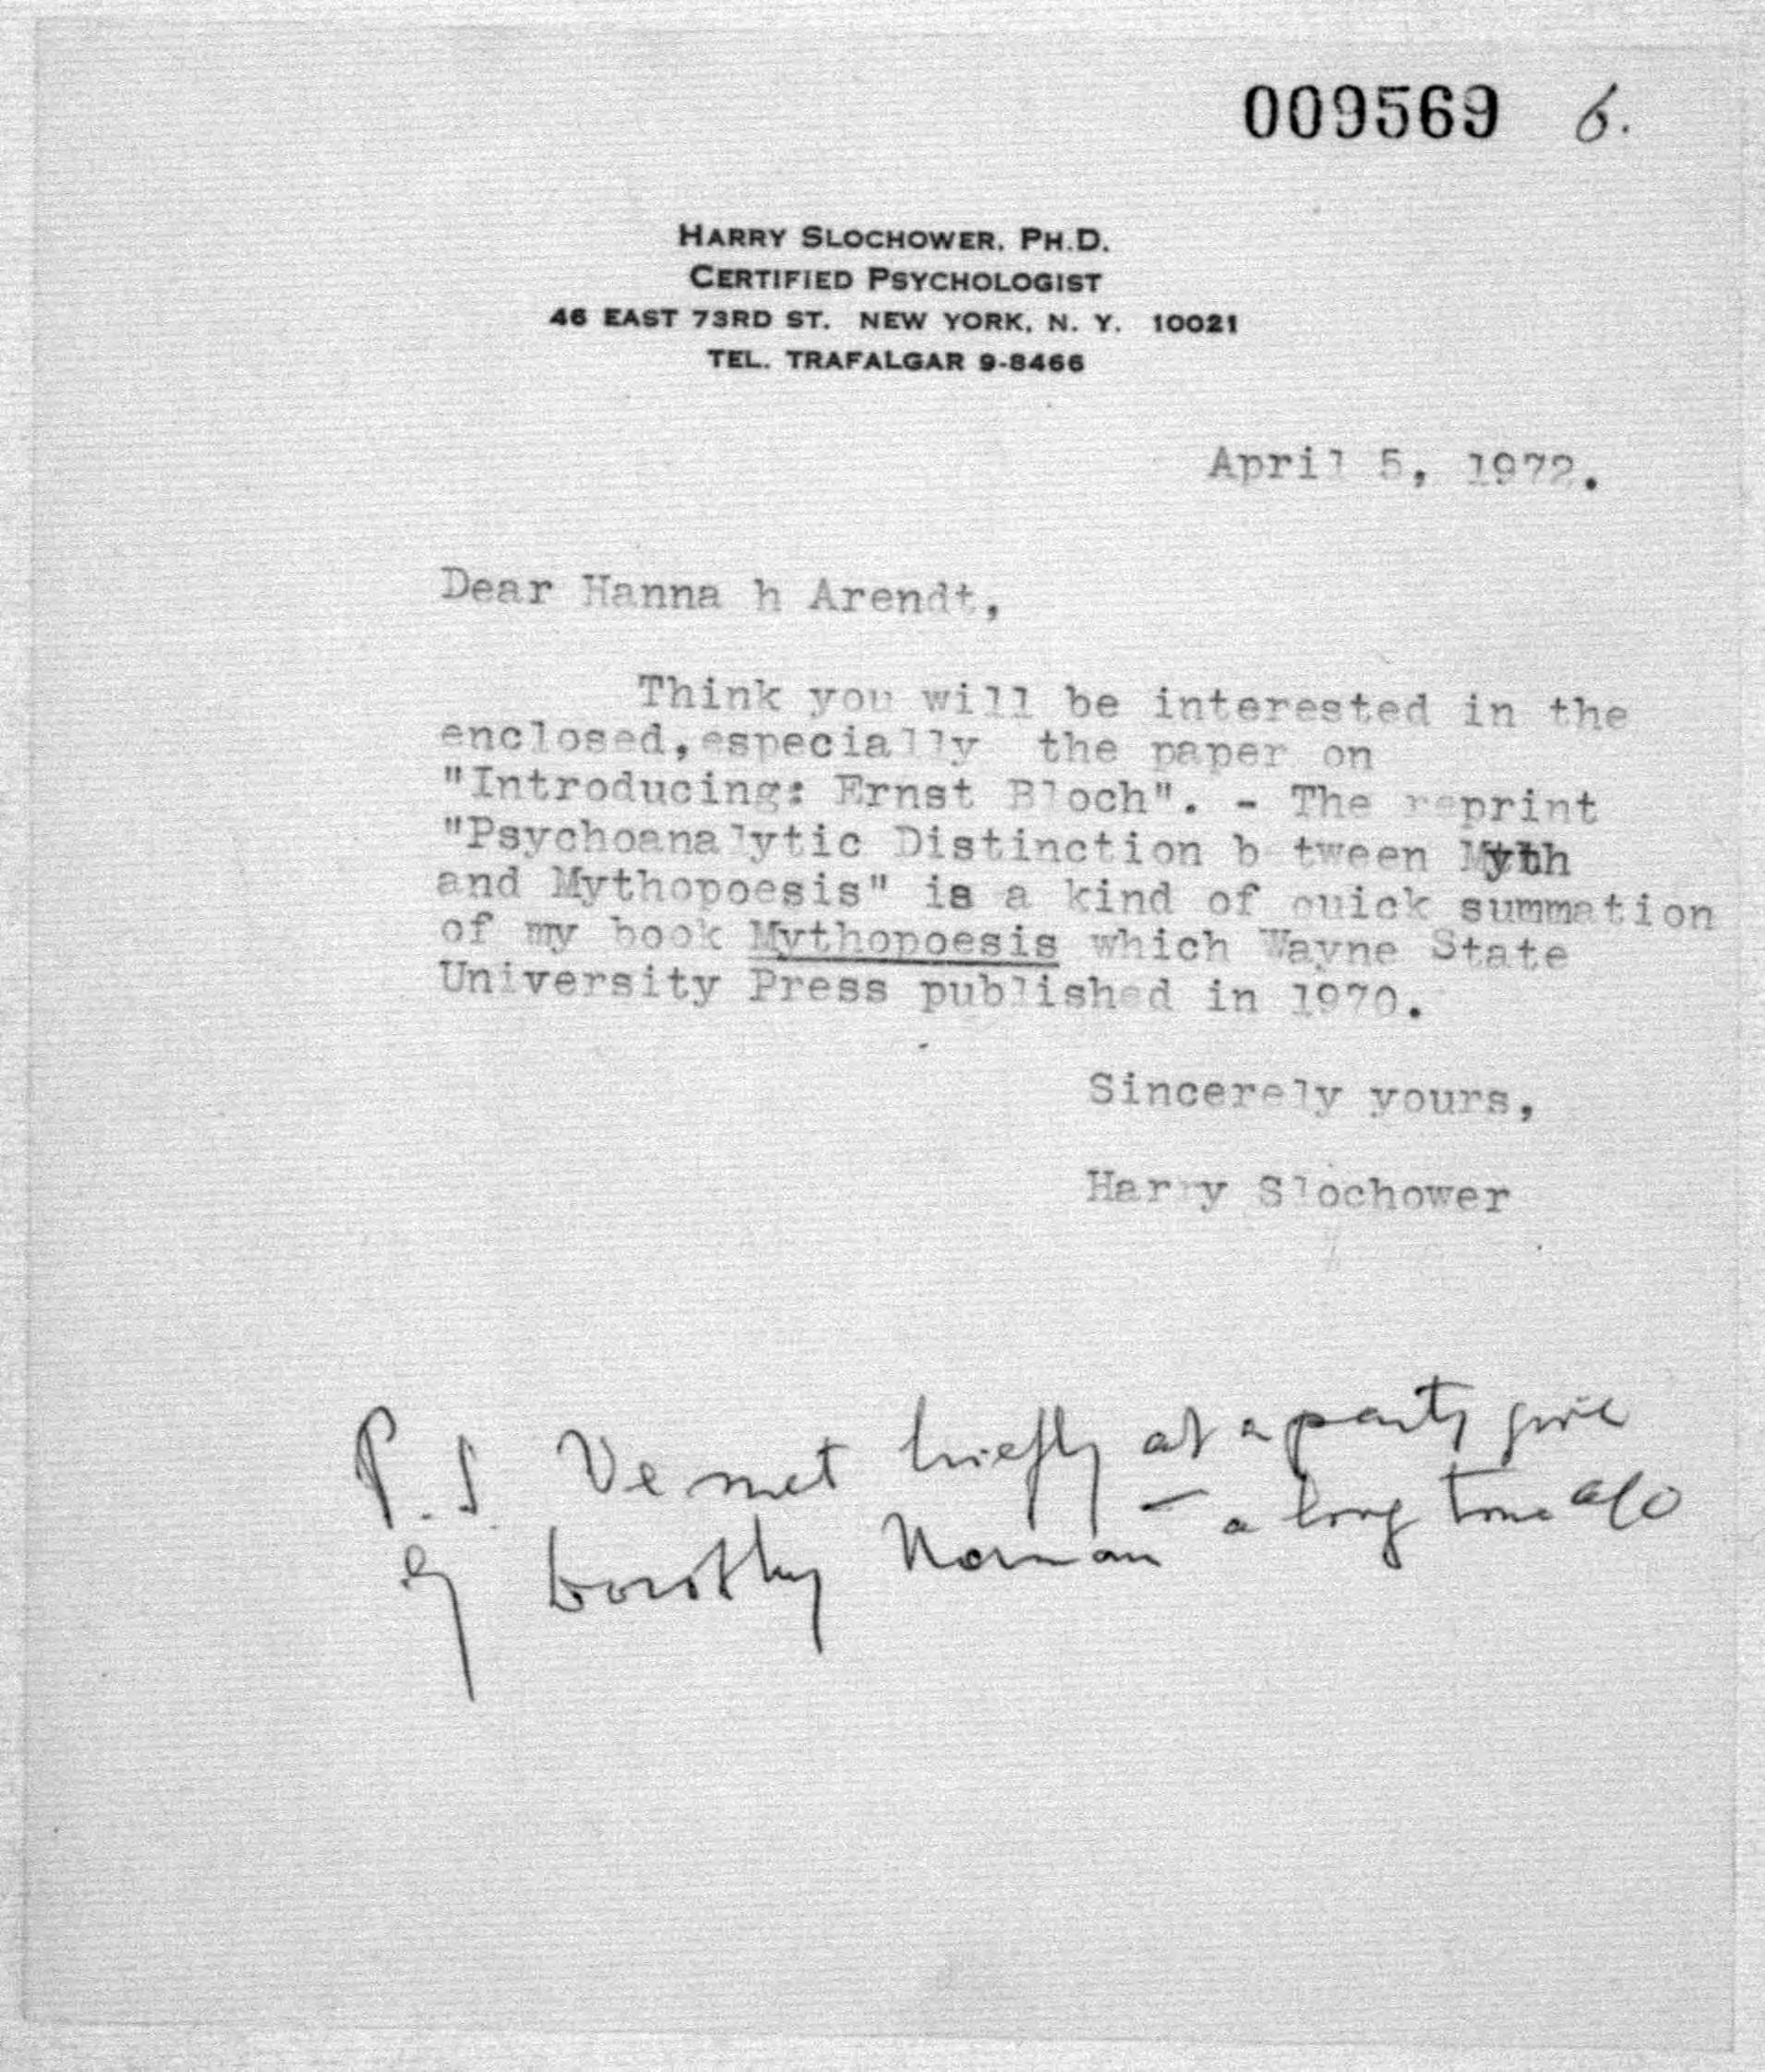 009569 6.
HARRY SLOCHOWER, PH.D.
CERTIFIED PSYCHOLOGIST
46 EAST 73RD ST. NEW YORK, N. Y. 10021
TEL. TRAFALGAR 9-8466
April 5, 1972.
Dear Hanna h Arendt,
Think you will be interested in the
enclosed,especially the paper on
"Introducing: Ernst Bloch". - The reprint
"Psychoanalytic Distinction b tween Myth
and Mythopoesis" is a kind of quick summation
of my book Mythopoesis which Wayne State
University Press published in 1970.
Sincerely yours,
Harry Slochower
P.S. We met briefly at a party give
by Dorothy Norman - a long time ago